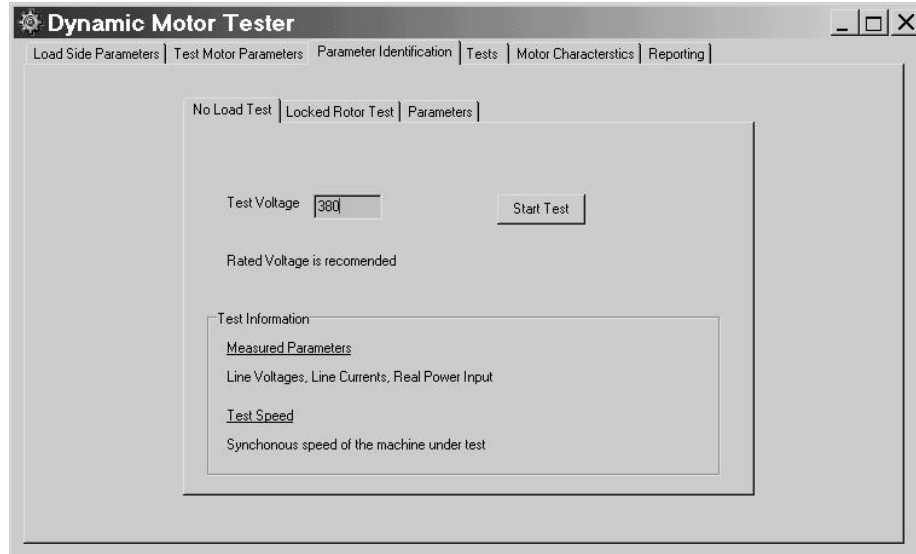 Dynamic Motor Tester
Load Side Parameters Test Motor Parameters Parameter Identification Tests Motor Characterstics Reporting
No Load Test Locked Rotor Test Parameters
Test Voltage 380 Start Test
Rated Voltage is recomended
Test Information
Measured Parameters
Line Voltages, Line Currents, Real Power Input
Test Speed
Synchonous speed of the machine under test